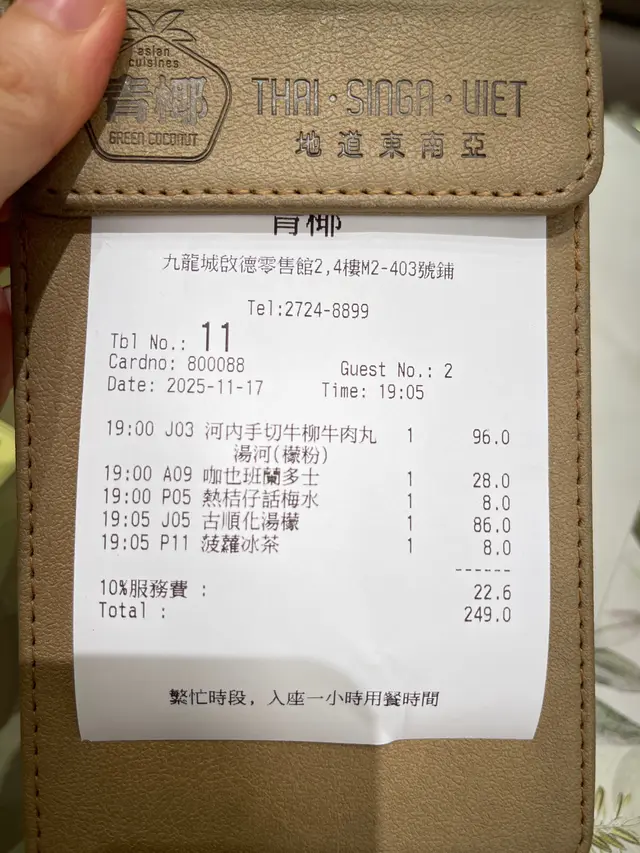 asian
cuisines
青椰
GREEN COCONUT
THAI · SINGA · VIET
地道東南亞
青椰
九龍城啟德零售館2,4樓M2-403號鋪
Tel:2724-8899
Tbl No.: 11
Cardno: 800088 Guest No.: 2
Date: 2025-11-17 Time: 19:05
19:00 J03 河內手切牛柳牛肉丸 1 96.0
湯河(檬粉)
19:00 A09 咖也班蘭多士 1 28.0
19:00 P05 熱桔仔話梅水 1 8.0
19:05 J05 古順化湯檬 1 86.0
19:05 P11 菠蘿冰茶 1 8.0
------
10%服務費 : 22.6
Total : 249.0
繁忙時段, 入座一小時用餐時間